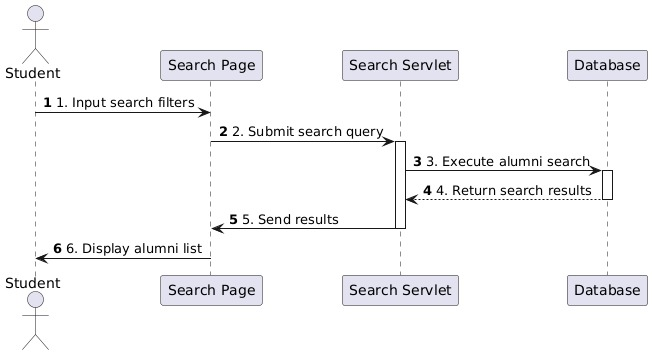 Student
Search Page
Search Servlet
Database
1 1. Input search filters
2 2. Submit search query
3 3. Execute alumni search
4 4. Return search results
5 5. Send results
6 6. Display alumni list
Student
Search Page
Search Servlet
Database